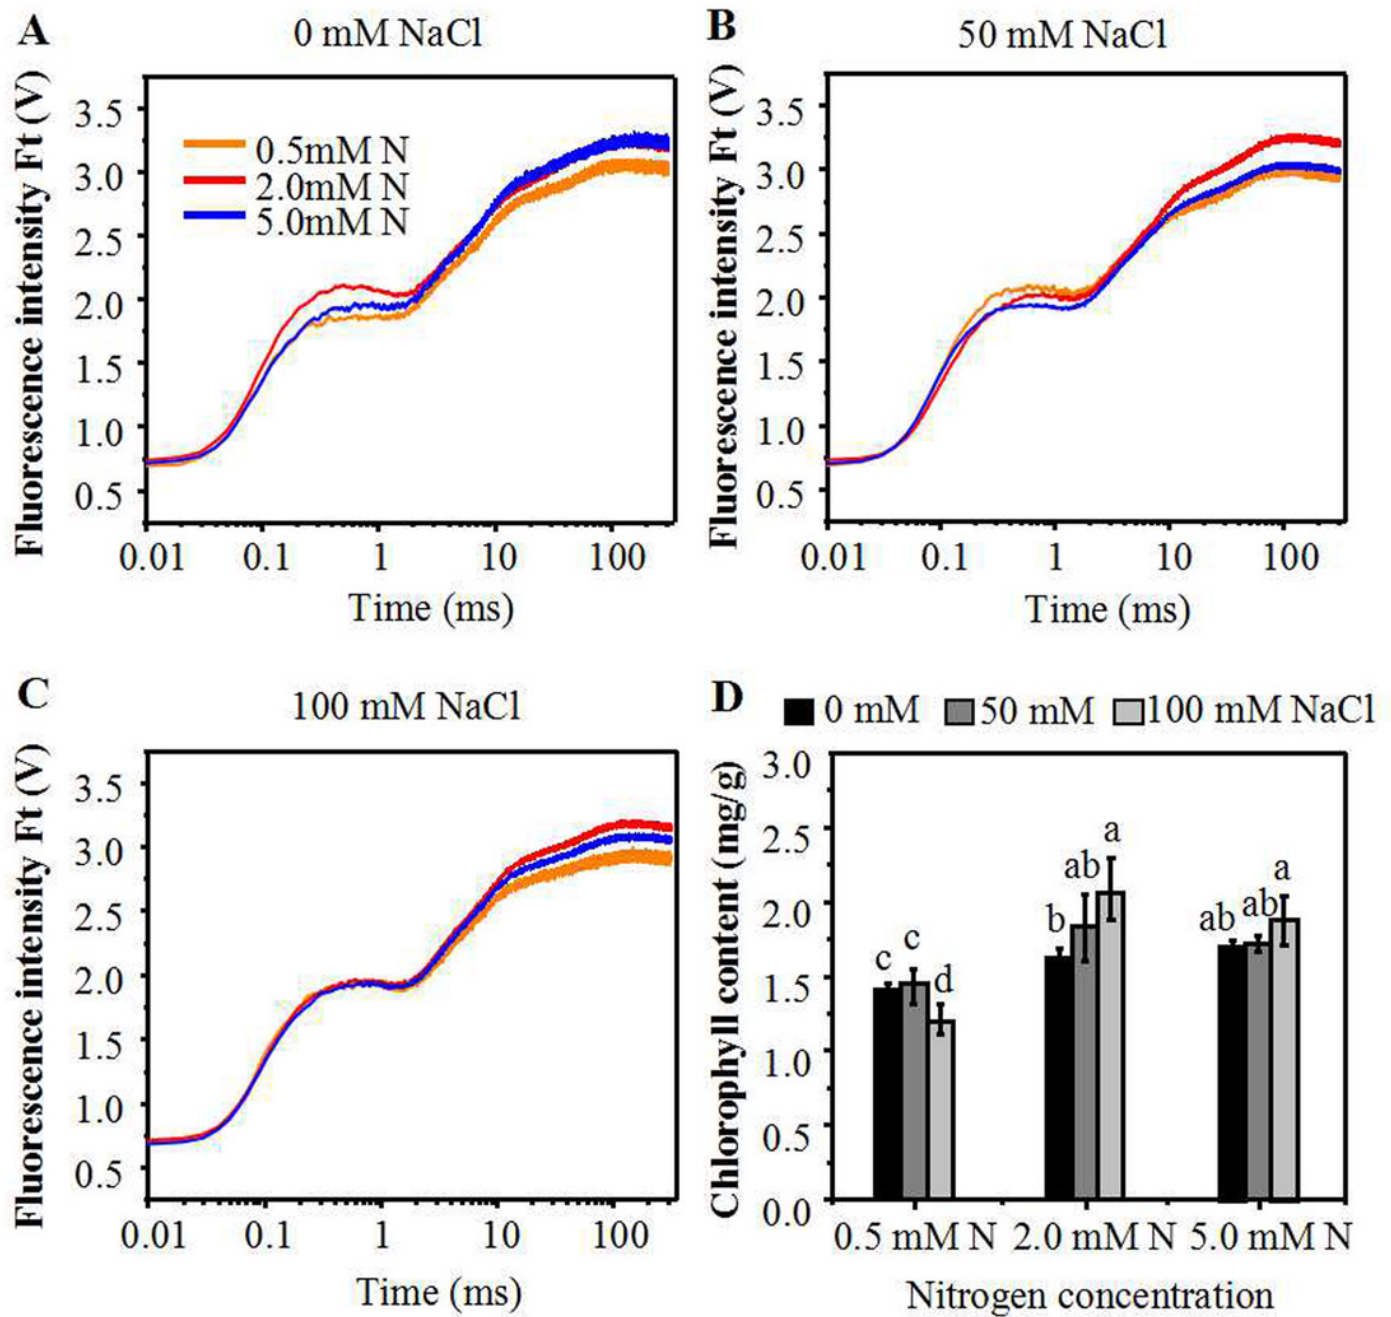 A
0 mM NaCl
Fluorescence intensity Ft (V)
3.5
3.0
2.5
2.0
1.5
1.0
0.5
0.5mM N
2.0mM N
5.0mM N
0.01 0.1 1 10 100
Time (ms)
B
50 mM NaCl
Fluorescence intensity Ft (V)
3.5
3.0
2.5
2.0
1.5
1.0
0.5
0.01 0.1 1 10 100
Time (ms)
C
100 mM NaCl
Fluorescence intensity Ft (V)
3.5
3.0
2.5
2.0
1.5
1.0
0.5
0.01 0.1 1 10 100
Time (ms)
D
0 mM 50 mM 100 mM NaCl
Chlorophyll content (mg/g)
3.0
2.5
2.0
1.5
1.0
0.5
0.0
c c d
b ab a
ab ab a
0.5 mM N 2.0 mM N 5.0 mM N
Nitrogen concentration